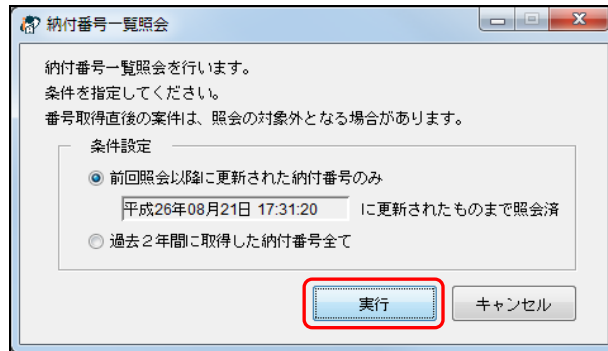 納付番号一覧照会
納付番号一覧照会を行います。
条件を指定してください。
番号取得直後の案件は、照会の対象外となる場合があります。
条件設定
前回照会以降に更新された納付番号のみ
平成26年08月21日 17:31:20 に更新されたものまで照会済
過去２年間に取得した納付番号全て
実行 キャンセル